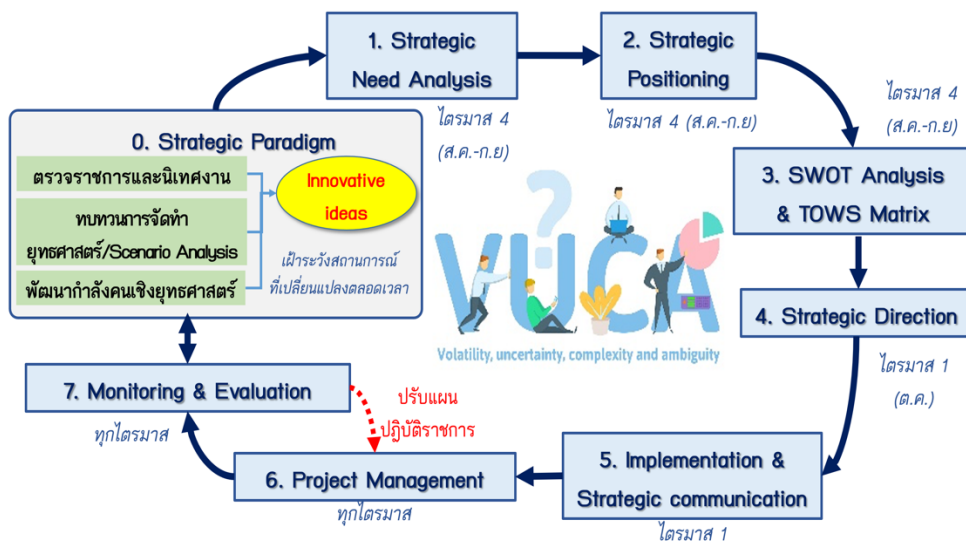 1. Strategic
Need Analysis
ไตรมาส 4
(ส.ค.-ก.ย)
2. Strategic
Positioning
ไตรมาส 4 (ส.ค.-ก.ย)
ไตรมาส 4
(ส.ค.-ก.ย)
3. SWOT Analysis
& TOWS Matrix
4. Strategic Direction
ไตรมาส 1
(ต.ค.)
5. Implementation &
Strategic communication
ไตรมาส 1
6. Project Management
ทุกไตรมาส
7. Monitoring & Evaluation
ทุกไตรมาส
ปรับแผน
ปฏิบัติราชการ
0. Strategic Paradigm
ตรวจราชการและนิเทศงาน
ทบทวนการจัดทำ
ยุทธศาสตร์/Scenario Analysis
พัฒนากำลังคนเชิงยุทธศาสตร์
Innovative
ideas
เฝ้าระวังสถานการณ์
ที่เปลี่ยนแปลงตลอดเวลา
?
VUCA
Volatility, uncertainty, complexity and ambiguity